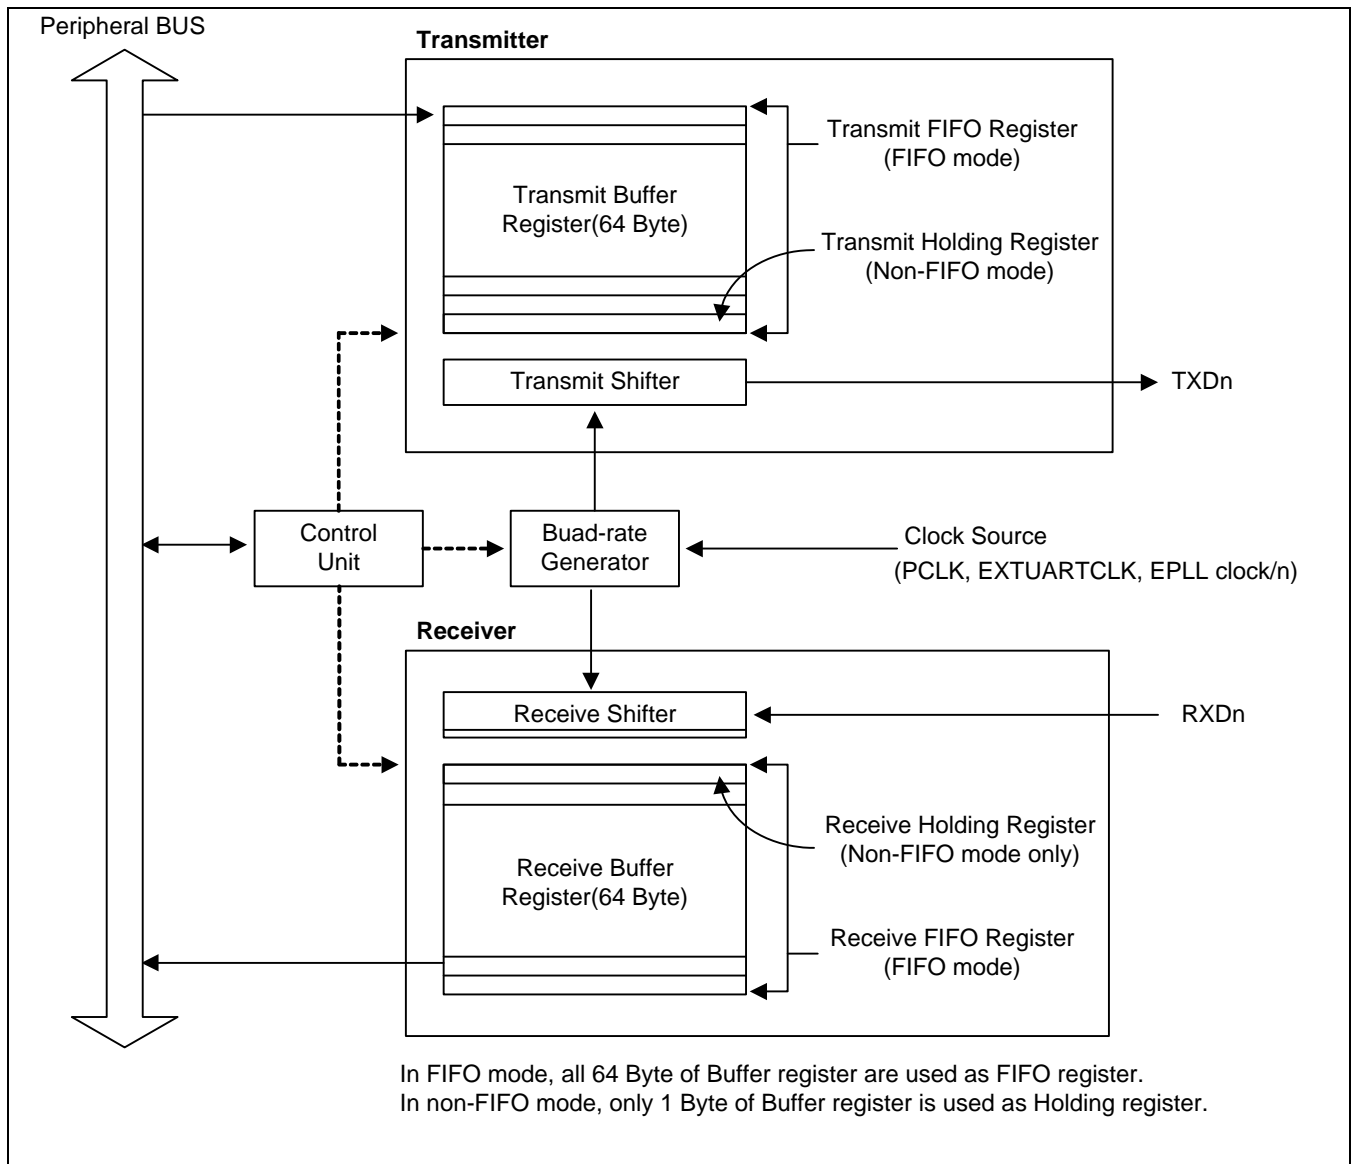 Peripheral BUS
Transmitter
Transmit FIFO Register
(FIFO mode)
Transmit Buffer
Register(64 Byte)
Transmit Holding Register
(Non-FIFO mode)
Transmit Shifter
TXDn
Control
Unit
Buad-rate
Generator
Clock Source
(PCLK, EXTUARTCLK, EPLL clock/n)
Receiver
Receive Shifter
RXDn
Receive Holding Register
(Non-FIFO mode only)
Receive Buffer
Register(64 Byte)
Receive FIFO Register
(FIFO mode)
In FIFO mode, all 64 Byte of Buffer register are used as FIFO register.
In non-FIFO mode, only 1 Byte of Buffer register is used as Holding register.